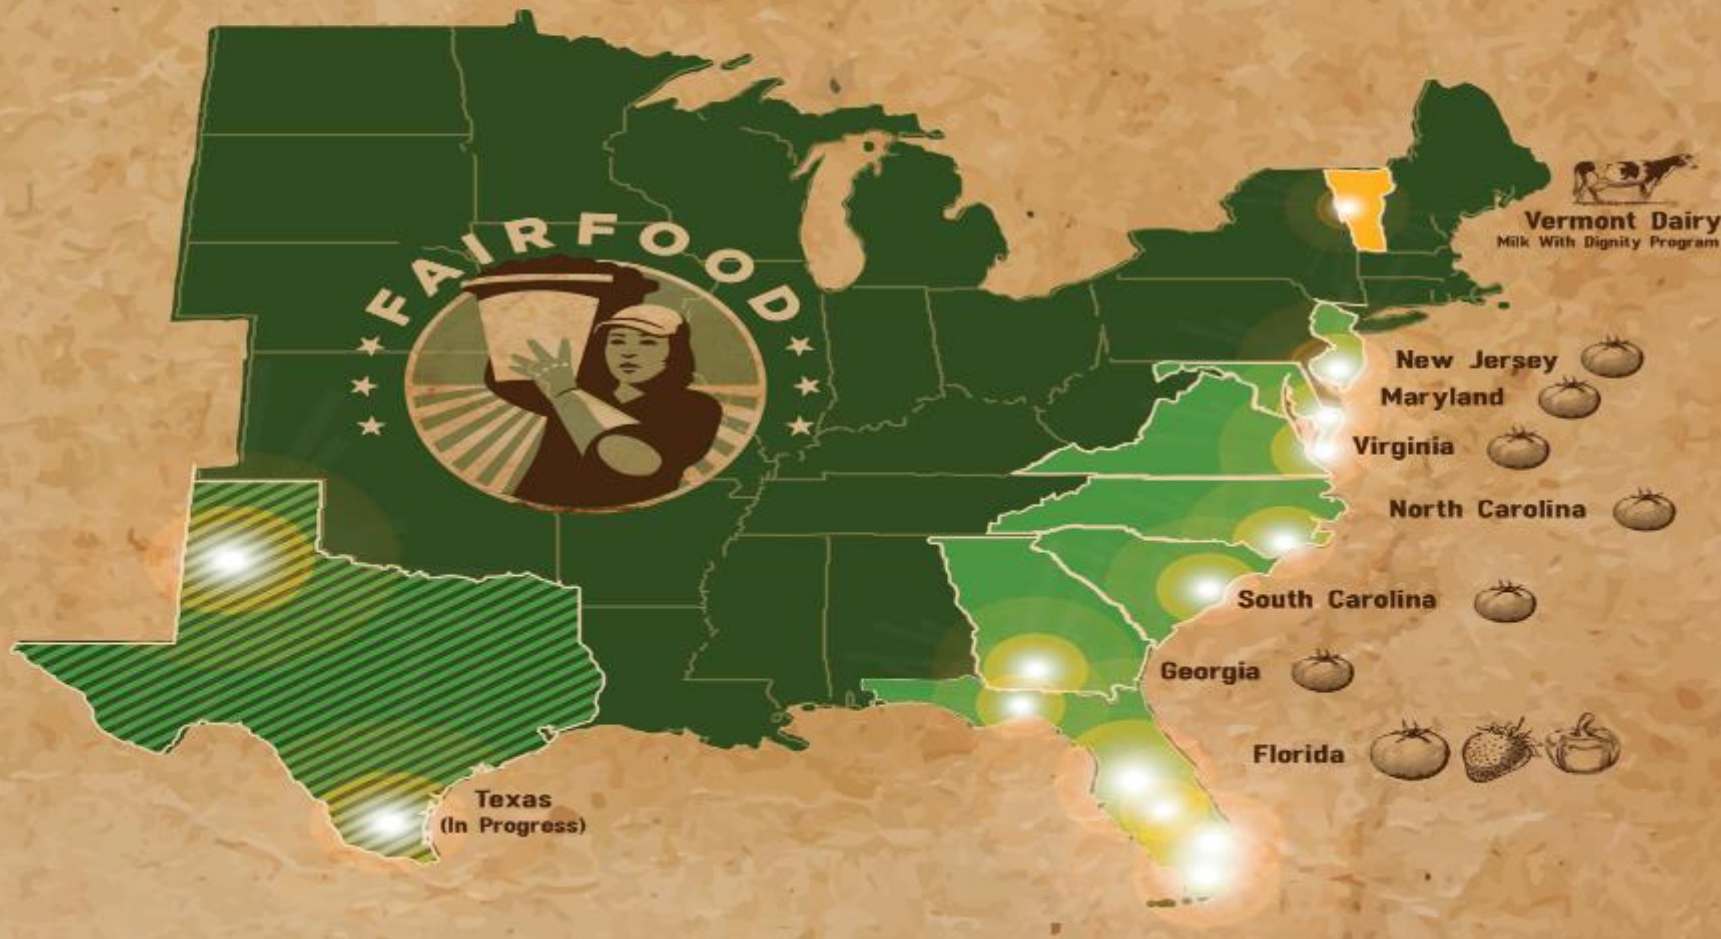 FAIRFOOD
Vermont Dairy
Milk With Dignity Program
New Jersey
Maryland
Virginia
North Carolina
South Carolina
Georgia
Florida
Texas
(In Progress)